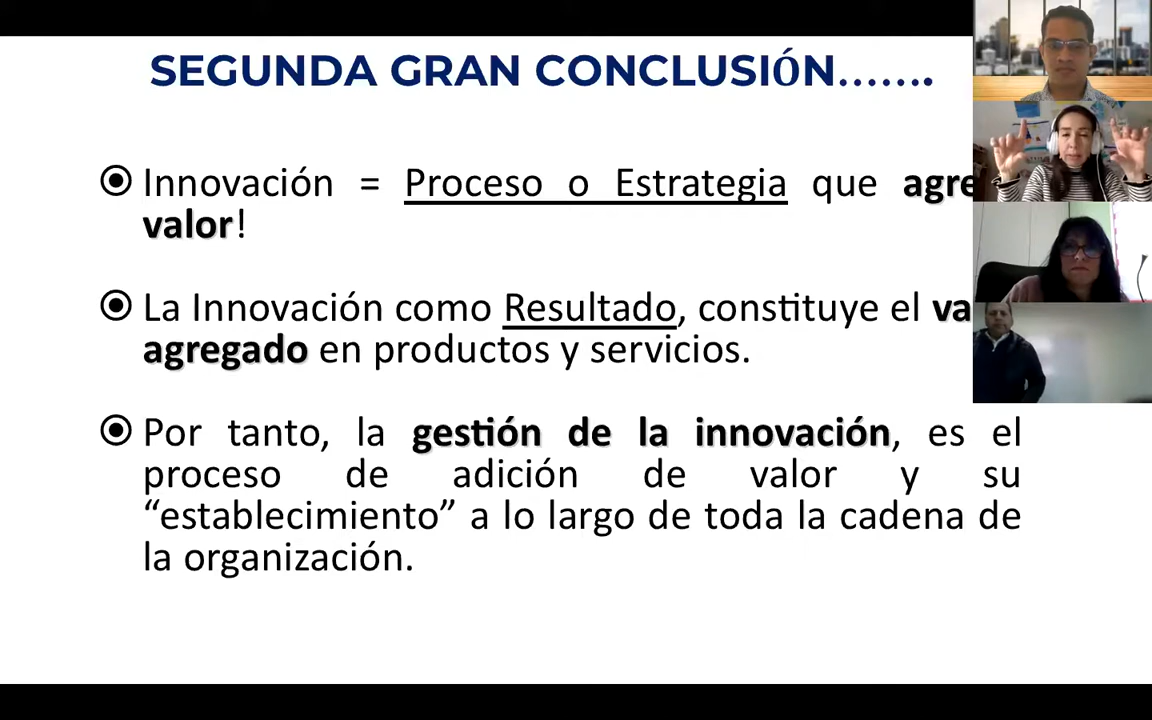 SEGUNDA GRAN CONCLUSIÓN…….
Innovación = Proceso o Estrategia que
valor!
La Innovación como Resultado, constituye el
agregado en productos y servicios.
Por tanto, la gestión de la innovación, es el
proceso de adición de valor y su
“establecimiento” a lo largo de toda la cadena de
la organización.